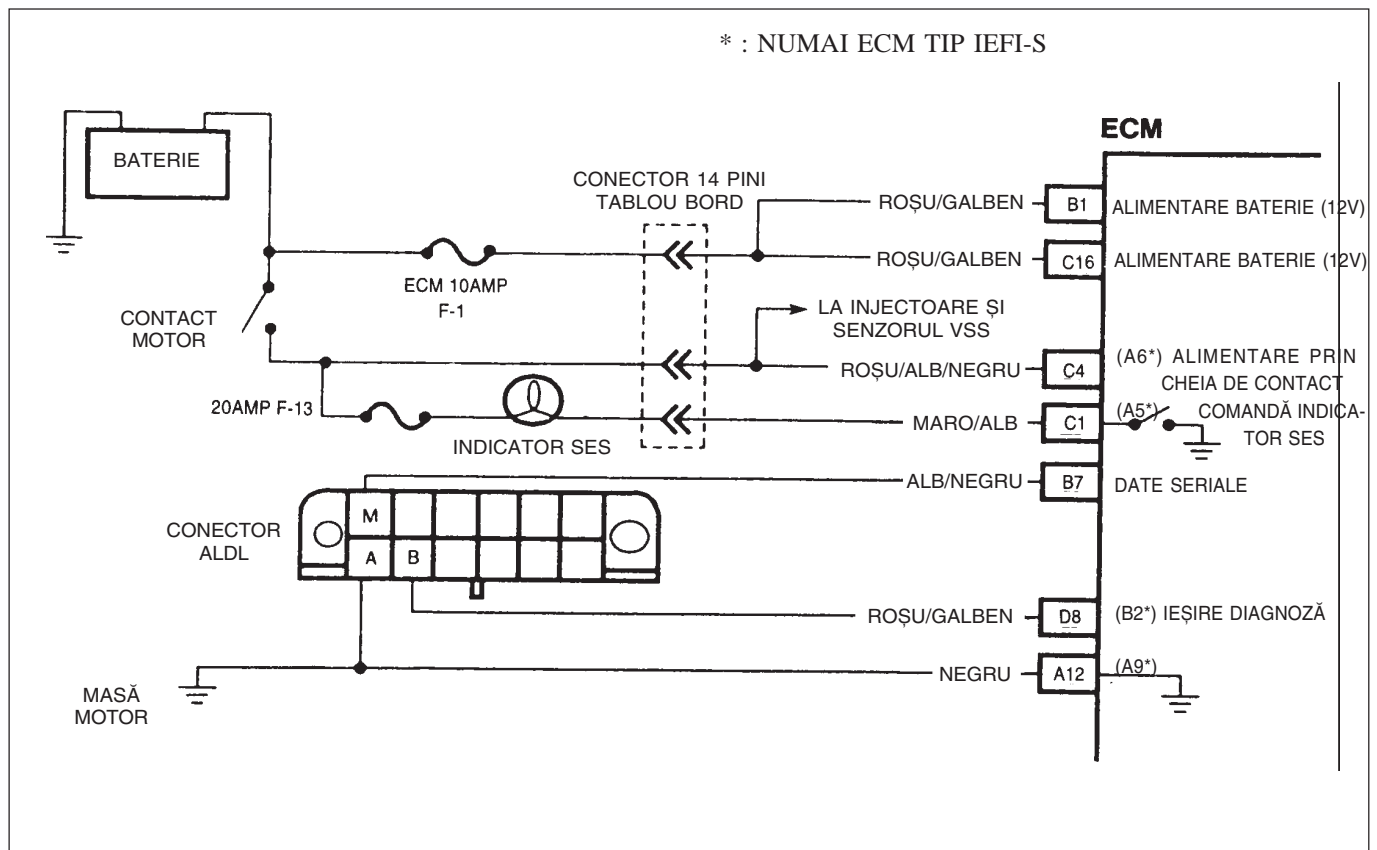 * : NUMAI ECM TIP IEFI-S
ECM
BATERIE
CONECTOR 14 PINI
TABLOU BORD
ROȘU/GALBEN
B1
ALIMENTARE BATERIE (12V)
ROȘU/GALBEN
C16
ALIMENTARE BATERIE (12V)
ECM 10AMP
F-1
CONTACT
MOTOR
LA INJECTOARE ȘI
SENZORUL VSS
ROȘU/ALB/NEGRU
C4
(A6*) ALIMENTARE PRIN
CHEIA DE CONTACT
20AMP F-13
INDICATOR SES
MARO/ALB
C1
(A5*)
COMANDĂ INDICA-
TOR SES
ALB/NEGRU
B7
DATE SERIALE
CONECTOR
ALDL
M
A
B
ROȘU/GALBEN
D8
(B2*) IEȘIRE DIAGNOZĂ
NEGRU
A12
(A9*)
MASĂ
MOTOR